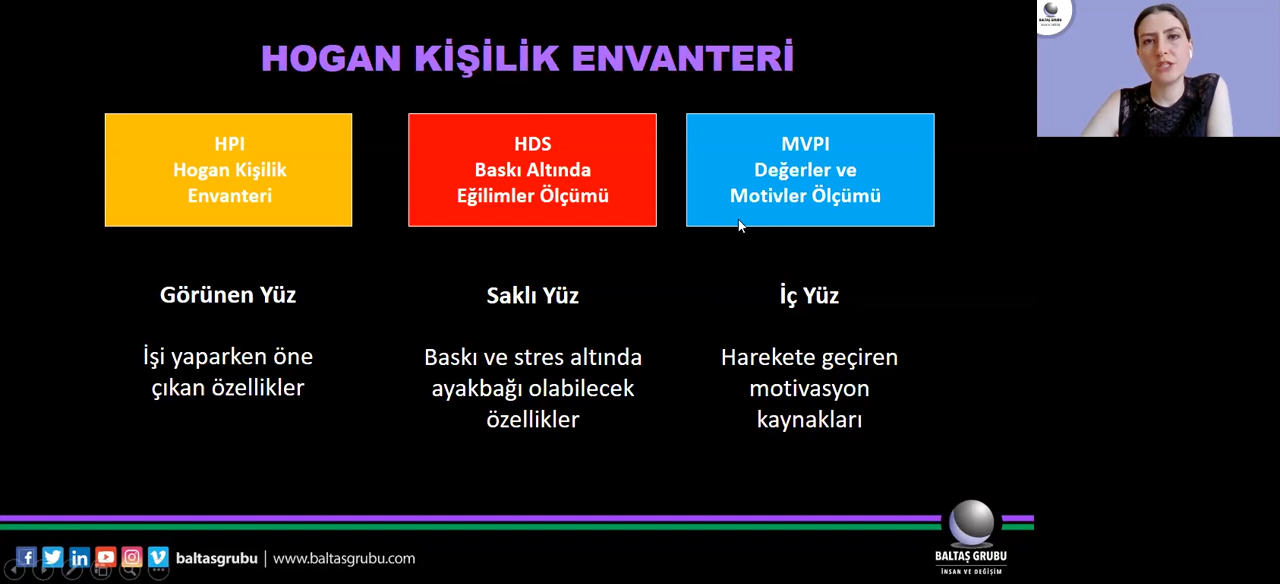 HOGAN KİŞİLİK ENVANTERİ
HPI
Hogan Kişilik
Envanteri
HDS
Baskı Altında
Eğilimler Ölçümü
MVPI
Değerler ve
Motivler Ölçümü
Görünen Yüz
İşi yaparken öne
çıkan özellikler
Saklı Yüz
Baskı ve stres altında
ayakbağı olabilecek
özellikler
İç Yüz
Harekete geçiren
motivasyon
kaynakları
baltasgrubu | www.baltasgrubu.com
BALTAŞ GRUBU
İNSAN VE DEĞİŞİM
BALTAŞ GRUBU